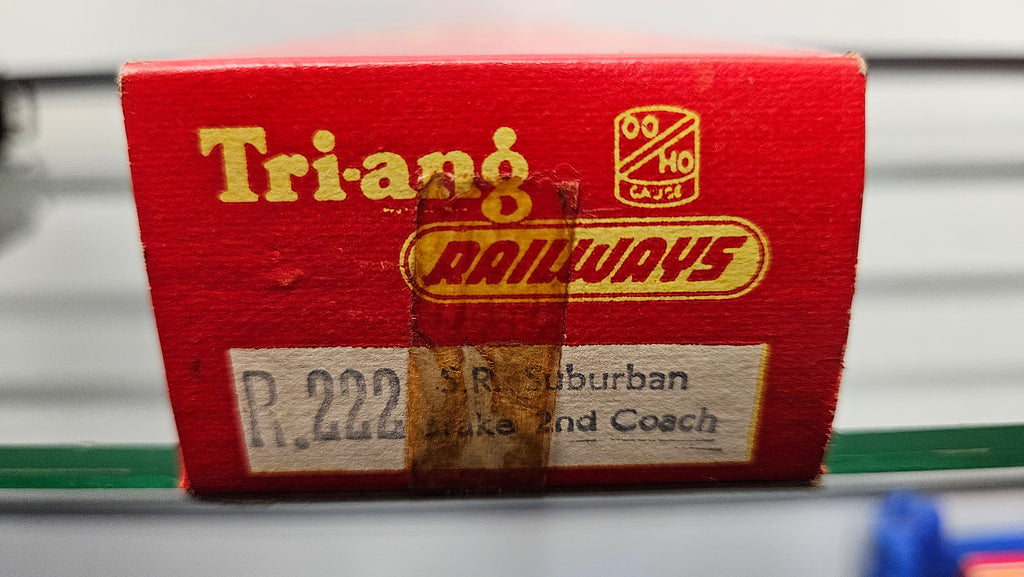 Tri-ang
OO
HO
GAUGE
RAILWAYS
R.222
S.R. Suburban
Brake 2nd Coach